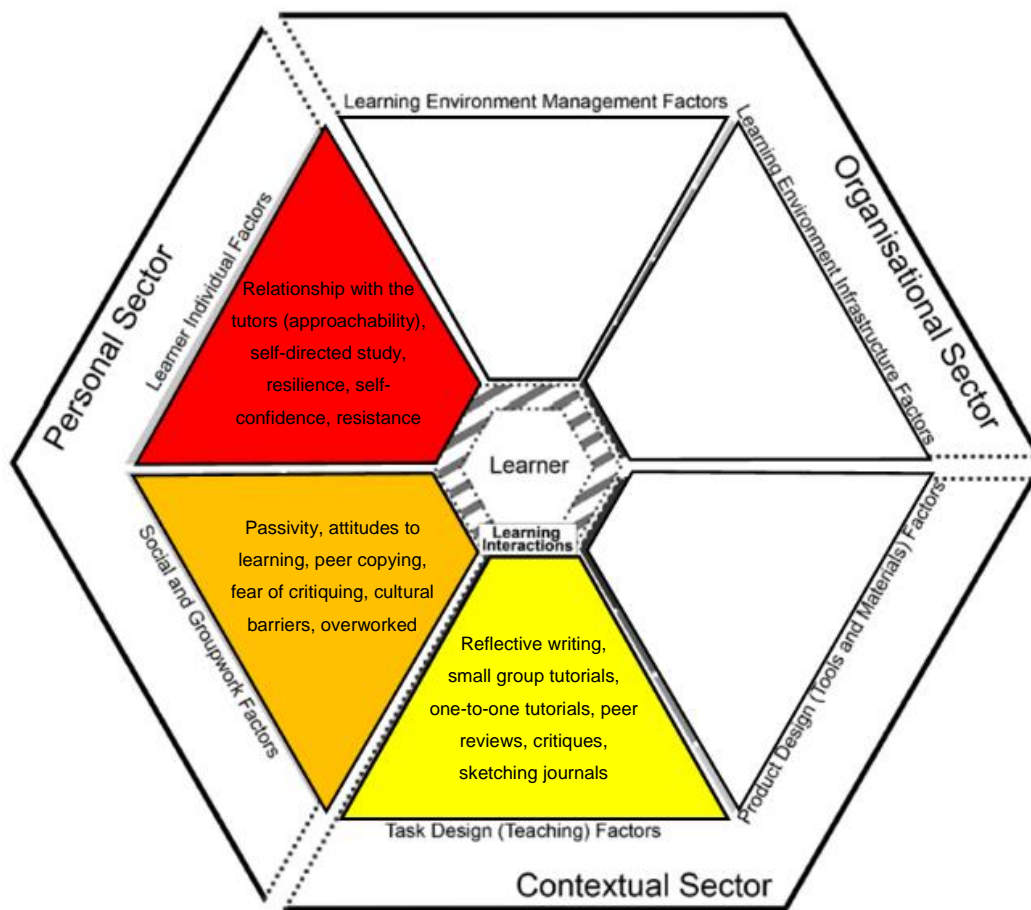 Learning Environment Management Factors
Learning Environment Infrastructure Factors
Organisational Sector
Personal Sector
Learner Individual Factors
Relationship with the
tutors (approachability),
self-directed study,
resilience, self-
confidence, resistance
Learner
Learning
Interactions
Passivity, attitudes to
learning, peer copying,
fear of critiquing, cultural
barriers, overworked
Social and Groupwork Factors
Reflective writing,
small group tutorials,
one-to-one tutorials, peer
reviews, critiques,
sketching journals
Product Design (Tools and Materials) Factors
Task Design (Teaching) Factors
Contextual Sector